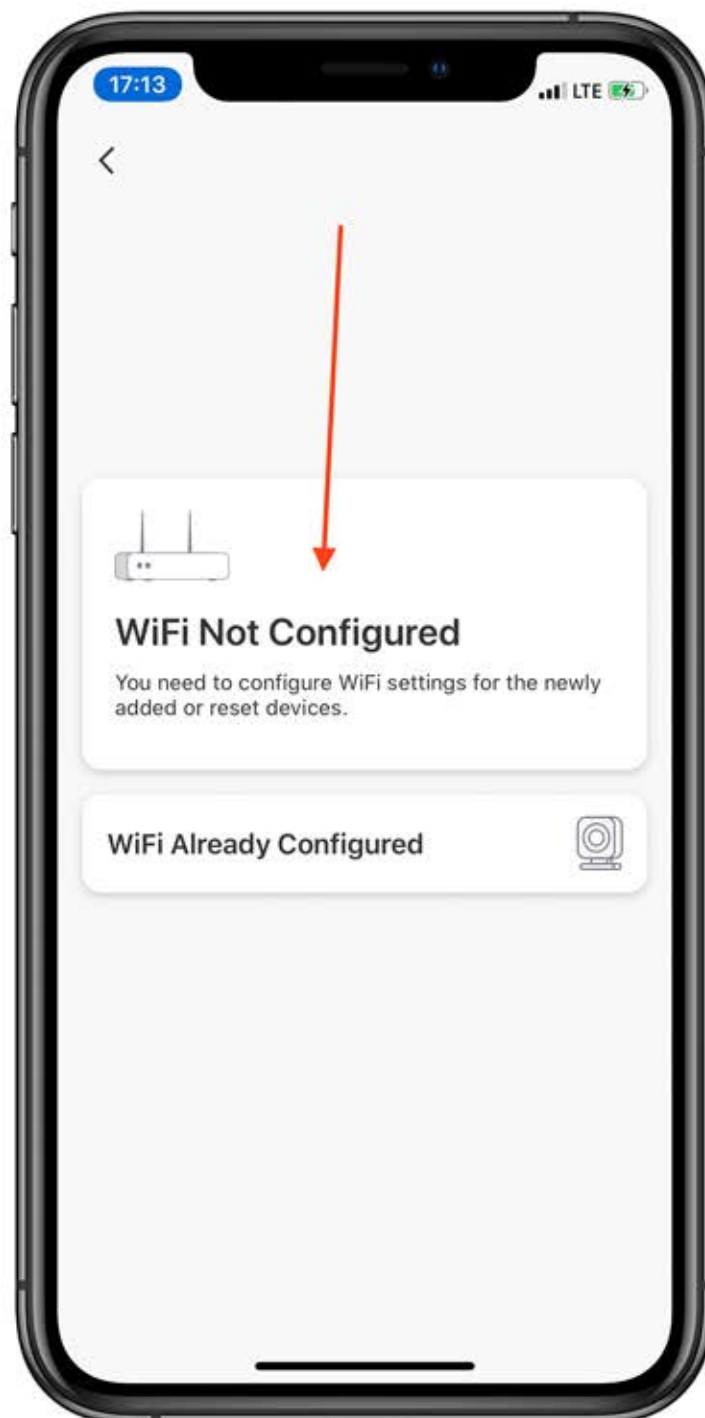 17:13
LTE
WiFi Not Configured
You need to configure WiFi settings for the newly
added or reset devices.
WiFi Already Configured